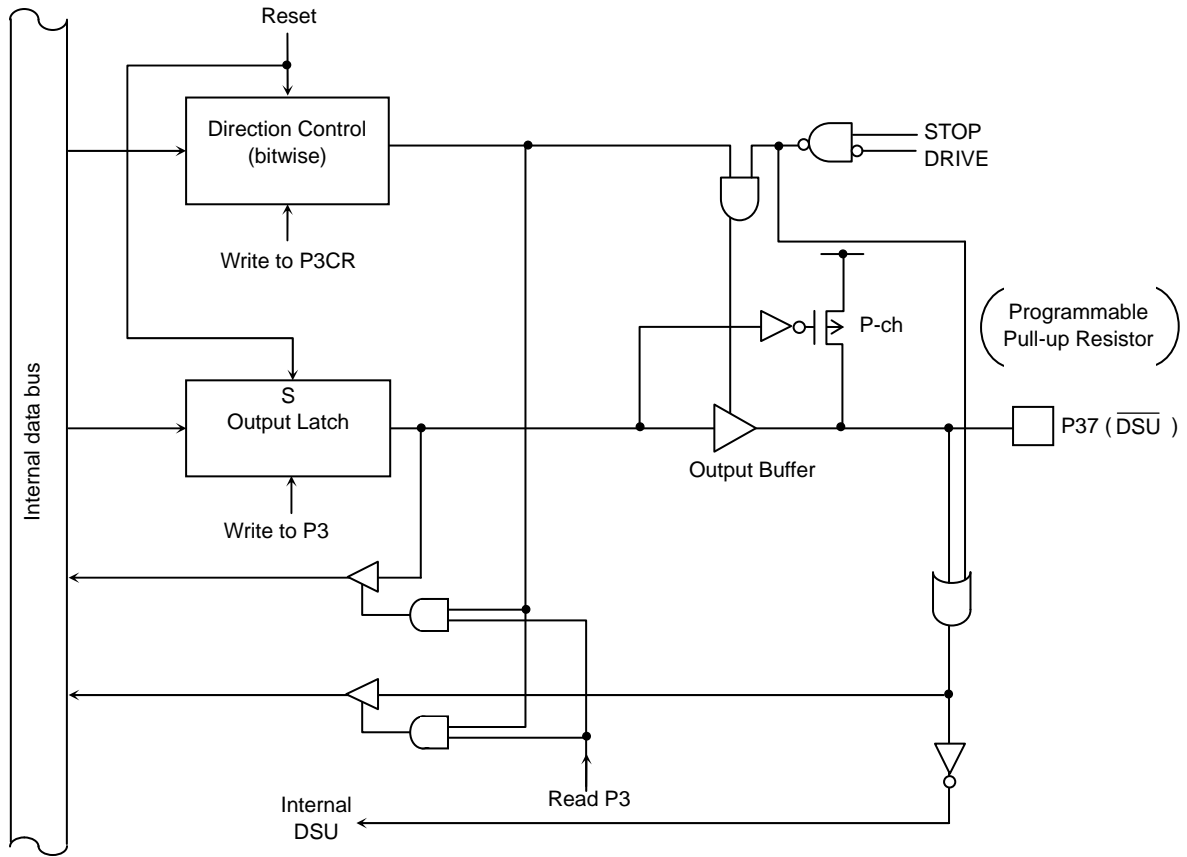 Reset
Direction Control
(bitwise)
STOP
DRIVE
Write to P3CR
P-ch
Programmable
Pull-up Resistor
Internal data bus
S
Output Latch
P37 ( DSU )
Output Buffer
Write to P3
Read P3
Internal
DSU